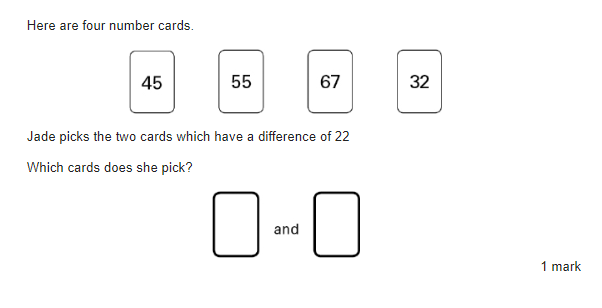 Here are four number cards.
45 55 67 32
Jade picks the two cards which have a difference of 22
Which cards does she pick?
and
1 mark